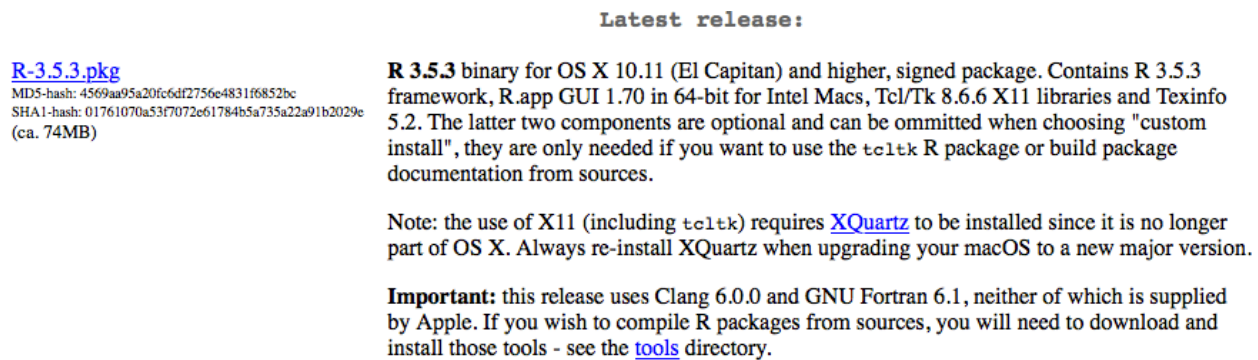 Latest release:
R-3.5.3.pkg
MD5-hash: 4569aa95a20fc6df2756e4831f6852bc
SHA1-hash: 01761070a53f7072e61784b5a735a22a91b2029e
(ca. 74MB)
R 3.5.3 binary for OS X 10.11 (El Capitan) and higher, signed package. Contains R 3.5.3
framework, R.app GUI 1.70 in 64-bit for Intel Macs, Tcl/Tk 8.6.6 X11 libraries and Texinfo
5.2. The latter two components are optional and can be ommitted when choosing "custom
install", they are only needed if you want to use the tcltk R package or build package
documentation from sources.
Note: the use of X11 (including tcltk) requires XQuartz to be installed since it is no longer
part of OS X. Always re-install XQuartz when upgrading your macOS to a new major version.
Important: this release uses Clang 6.0.0 and GNU Fortran 6.1, neither of which is supplied
by Apple. If you wish to compile R packages from sources, you will need to download and
install those tools - see the tools directory.